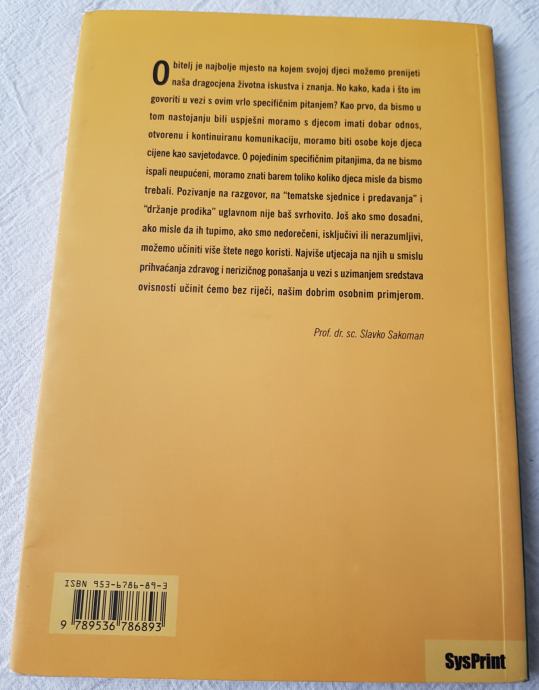 Obitelj je najbolje mjesto na kojem svojoj djeci možemo prenijeti
naša dragocjena životna iskustva i znanja. No kako, kada i što im
govoriti u vezi s ovim vrlo specifičnim pitanjem? Kao prvo, da bismo u
tom nastojanju bili uspješni moramo s djecom imati dobar odnos,
otvorenu i kontinuiranu komunikaciju, moramo biti osobe koje djeca
cijene kao savjetodavce. O pojedinim specifičnim pitanjima, da ne bismo
ispali neupućeni, moramo znati barem toliko koliko djeca misle da bismo
trebali. Pozivanje na razgovor, na “tematske sjednice i predavanja” i
“držanje prodika” uglavnom nije baš svrhovito. Još ako smo dosadni,
ako misle da ih tupimo, ako smo nedorečeni, isključivi ili nerazumljivi,
možemo učiniti više štete nego koristi. Najviše utjecaja na njih u smislu
prihvaćanja zdravog i nerizičnog ponašanja u vezi s uzimanjem sredstava
ovisnosti učinit ćemo bez riječi, našim dobrim osobnim primjerom.
Prof. dr. sc. Slavko Sakoman
ISBN 953-6786-89-3
9 789536 786893
SysPrint